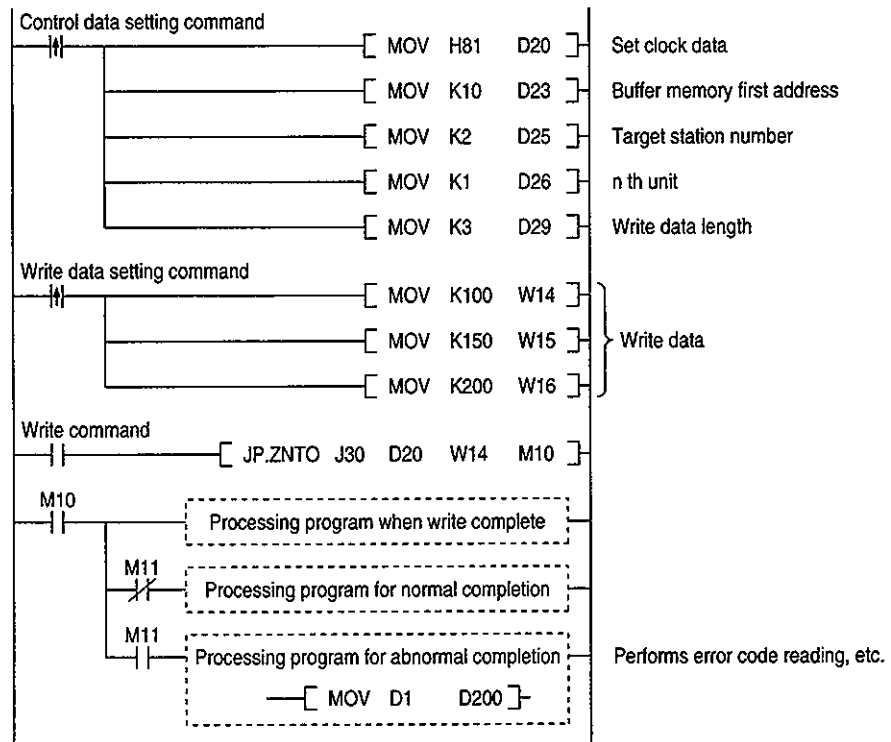 Control data setting command
MOV H81 D20 Set clock data
MOV K10 D23 Buffer memory first address
MOV K2 D25 Target station number
MOV K1 D26 n th unit
MOV K3 D29 Write data length
Write data setting command
MOV K100 W14
MOV K150 W15 Write data
MOV K200 W16
Write command
JP.ZNTO J30 D20 W14 M10
M10
Processing program when write complete
M11
Processing program for normal completion
M11
Processing program for abnormal completion Performs error code reading, etc.
MOV D1 D200